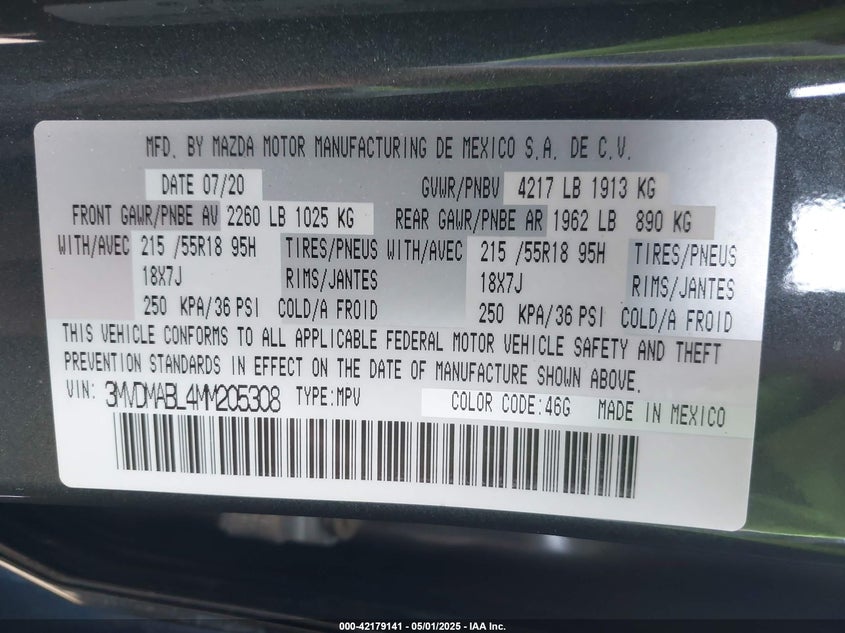 MFD. BY MAZDA MOTOR MANUFACTURING DE MEXICO S.A. DE C.V.
DATE 07/20 GVWR/PNBV 4217 LB 1913 KG
FRONT GAWR/PNBE AV 2260 LB 1025 KG REAR GAWR/PNBE AR 1962 LB 890 KG
WITH/AVEC 215 /55R18 95H TIRES/PNEUS WITH/AVEC 215 /55R18 95H TIRES/PNEUS
18X7J RIMS/JANTES 18X7J RIMS/JANTES
250 KPA/36 PSI COLD/A FROID 250 KPA/36 PSI COLD/A FROID
THIS VEHICLE CONFORMS TO ALL APPLICABLE FEDERAL MOTOR VEHICLE SAFETY AND THEFT
PREVENTION STANDARDS IN EFFECT ON THE DATE OF MANUFACTURE SHOWN ABOVE.
VIN: 3MVDMABL4MM205308 TYPE:MPV COLOR CODE:46G MADE IN MEXICO
000-42179141 - 05/01/2025 - IAA Inc.